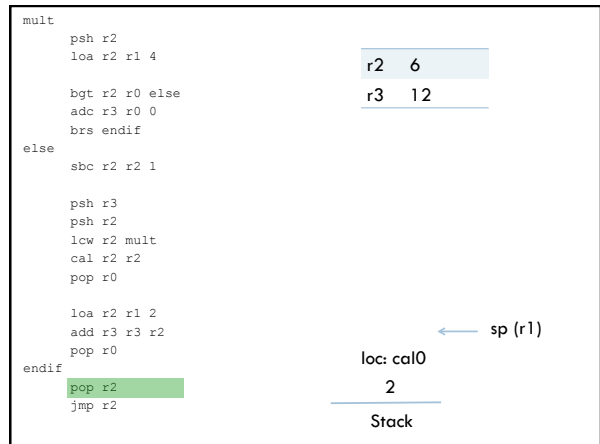 mult
psh r2
loa r2 r1 4
bgt r2 r0 else
adc r3 r0 0
brs endif
else
sbc r2 r2 1
psh r3
psh r2
lcw r2 mult
cal r2 r2
pop r0
loa r2 r1 2
add r3 r3 r2
pop r0
endif
pop r2
jmp r2
r2 6
r3 12
sp (r1)
loc: cal0
2
Stack